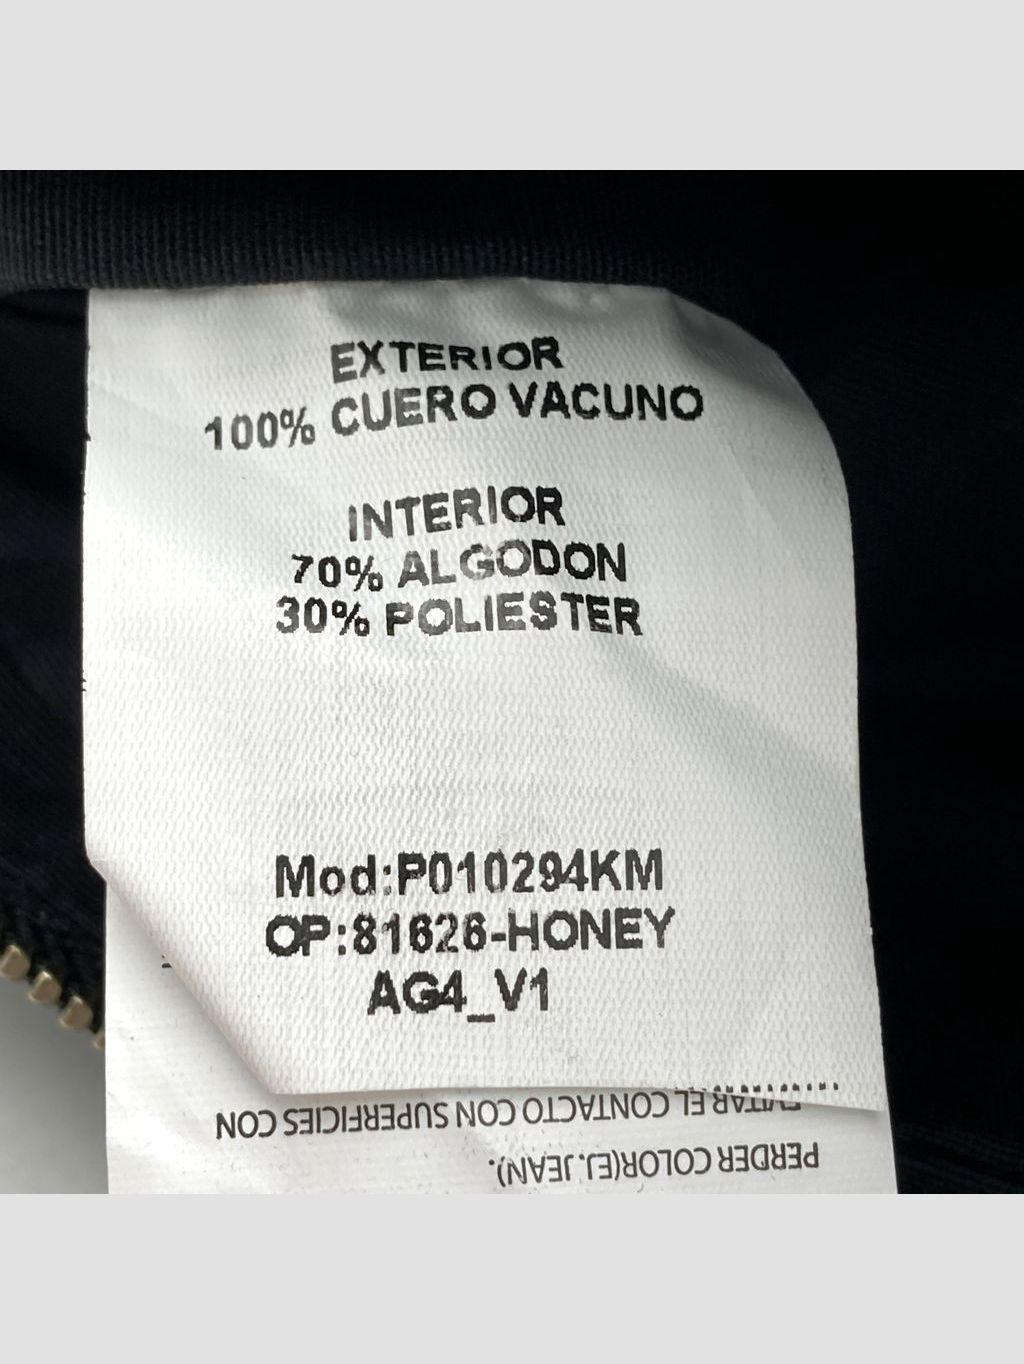 EXTERIOR
100% CUERO VACUNO
INTERIOR
70% ALGODON
30% POLIESTER
Mod:P010294KM
OP:81626-HONEY
AG4_V1
PERDER COLOR(EJ.JEAN).
EVITAR EL CONTACTO CON SUPERFICIES CON